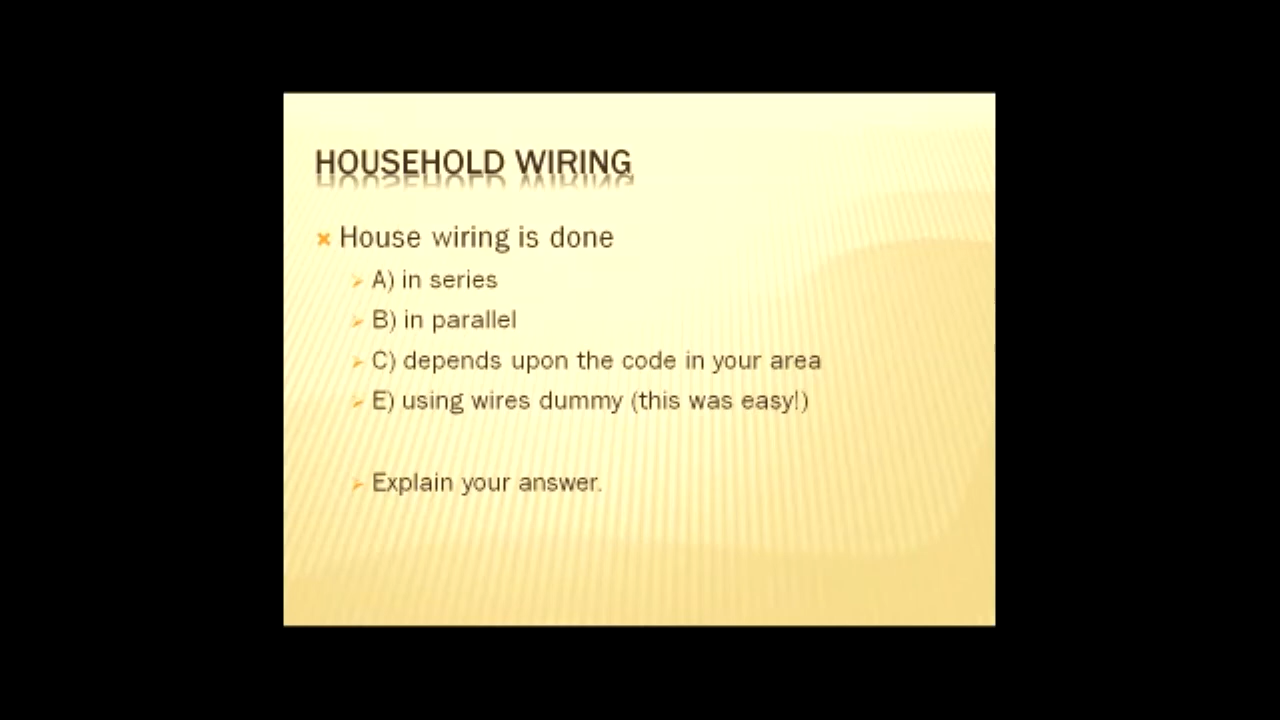 HOUSEHOLD WIRING
House wiring is done
A) in series
B) in parallel
C) depends upon the code in your area
E) using wires dummy (this was easy!)
Explain your answer.